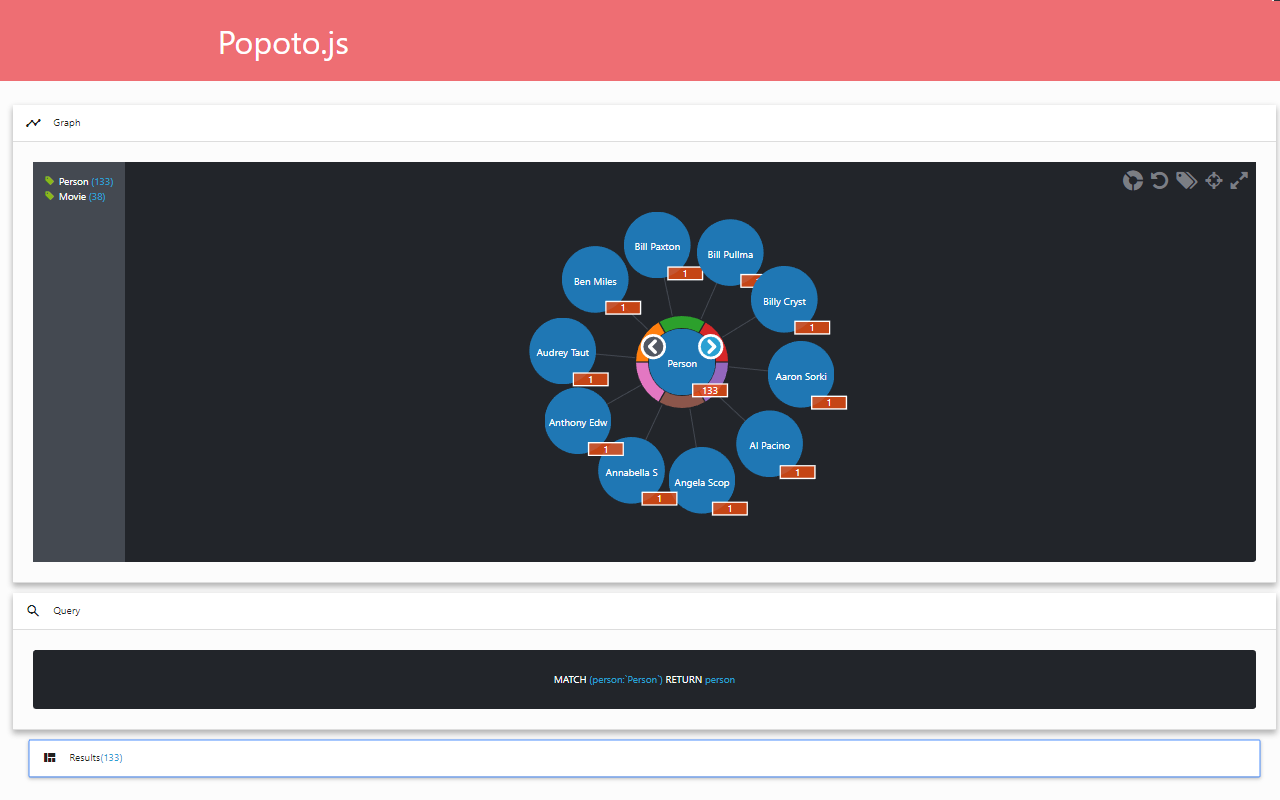 Popoto.js
Graph
Person (133)
Movie (38)
Bill Paxton
1
Bill Pullma
Ben Miles
1
Billy Cryst
1
Audrey Taut
1
Person
133
Aaron Sorki
1
Anthony Edw
1
Al Pacino
1
Annabella S
1
Angela Scop
1
Query
MATCH (person:`Person`) RETURN person
Results(133)